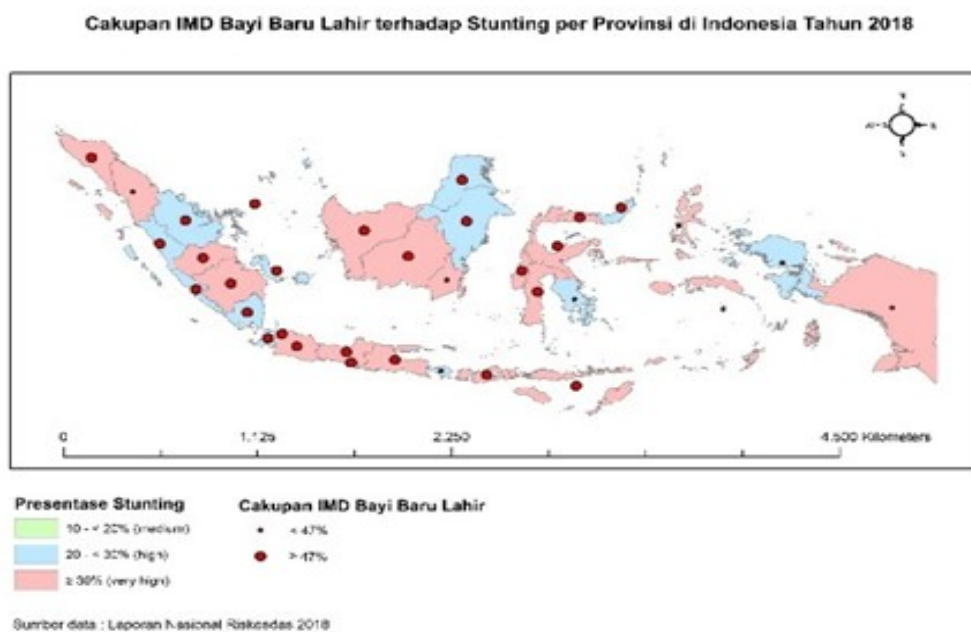 Cakupan IMD Bayi Baru Lahir terhadap Stunting per Provinsi di Indonesia Tahun 2018
0 1.125 2.250 4.500 Kilometers
Presentase Stunting
10 - < 20% (medium)
20 - < 30% (high)
≥ 30% (very high)
Cakupan IMD Bayi Baru Lahir
< 47%
> 47%
Sumber data : Laporan Nasional Riskesdas 2018